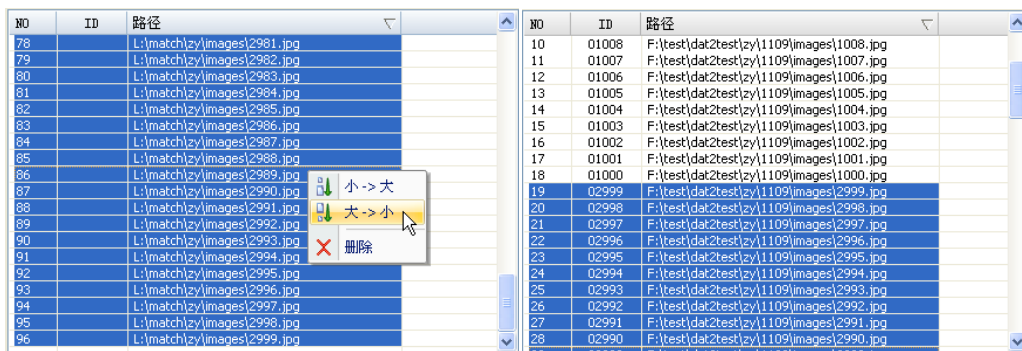 NO ID 路径
78 L:\match\zy\images\2981.jpg
79 L:\match\zy\images\2982.jpg
80 L:\match\zy\images\2983.jpg
81 L:\match\zy\images\2984.jpg
82 L:\match\zy\images\2985.jpg
83 L:\match\zy\images\2986.jpg
84 L:\match\zy\images\2987.jpg
85 L:\match\zy\images\2988.jpg
86 L:\match\zy\images\2989.jpg
87 L:\match\zy\images\2990.jpg
88 L:\match\zy\images\2991.jpg
89 L:\match\zy\images\2992.jpg
90 L:\match\zy\images\2993.jpg
91 L:\match\zy\images\2994.jpg
92 L:\match\zy\images\2995.jpg
93 L:\match\zy\images\2996.jpg
94 L:\match\zy\images\2997.jpg
95 L:\match\zy\images\2998.jpg
96 L:\match\zy\images\2999.jpg
小->大
大->小
删除
NO ID 路径
10 01008 F:\test\dat2test\zy\1109\images\1008.jpg
11 01007 F:\test\dat2test\zy\1109\images\1007.jpg
12 01006 F:\test\dat2test\zy\1109\images\1006.jpg
13 01005 F:\test\dat2test\zy\1109\images\1005.jpg
14 01004 F:\test\dat2test\zy\1109\images\1004.jpg
15 01003 F:\test\dat2test\zy\1109\images\1003.jpg
16 01002 F:\test\dat2test\zy\1109\images\1002.jpg
17 01001 F:\test\dat2test\zy\1109\images\1001.jpg
18 01000 F:\test\dat2test\zy\1109\images\1000.jpg
19 02999 F:\test\dat2test\zy\1109\images\2999.jpg
20 02998 F:\test\dat2test\zy\1109\images\2998.jpg
21 02997 F:\test\dat2test\zy\1109\images\2997.jpg
22 02996 F:\test\dat2test\zy\1109\images\2996.jpg
23 02995 F:\test\dat2test\zy\1109\images\2995.jpg
24 02994 F:\test\dat2test\zy\1109\images\2994.jpg
25 02993 F:\test\dat2test\zy\1109\images\2993.jpg
26 02992 F:\test\dat2test\zy\1109\images\2992.jpg
27 02991 F:\test\dat2test\zy\1109\images\2991.jpg
28 02990 F:\test\dat2test\zy\1109\images\2990.jpg